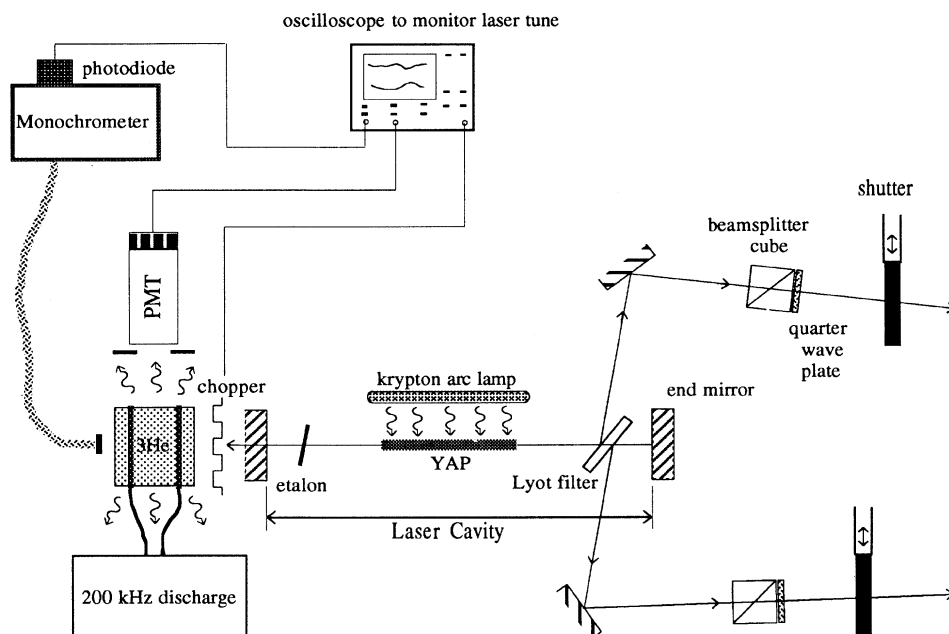 oscilloscope to monitor laser tune
photodiode
Monochrometer
shutter
beamsplitter
cube
PMT
quarter
wave
plate
chopper
krypton arc lamp
end mirror
3He
YAP
etalon
Lyot filter
Laser Cavity
200 kHz discharge